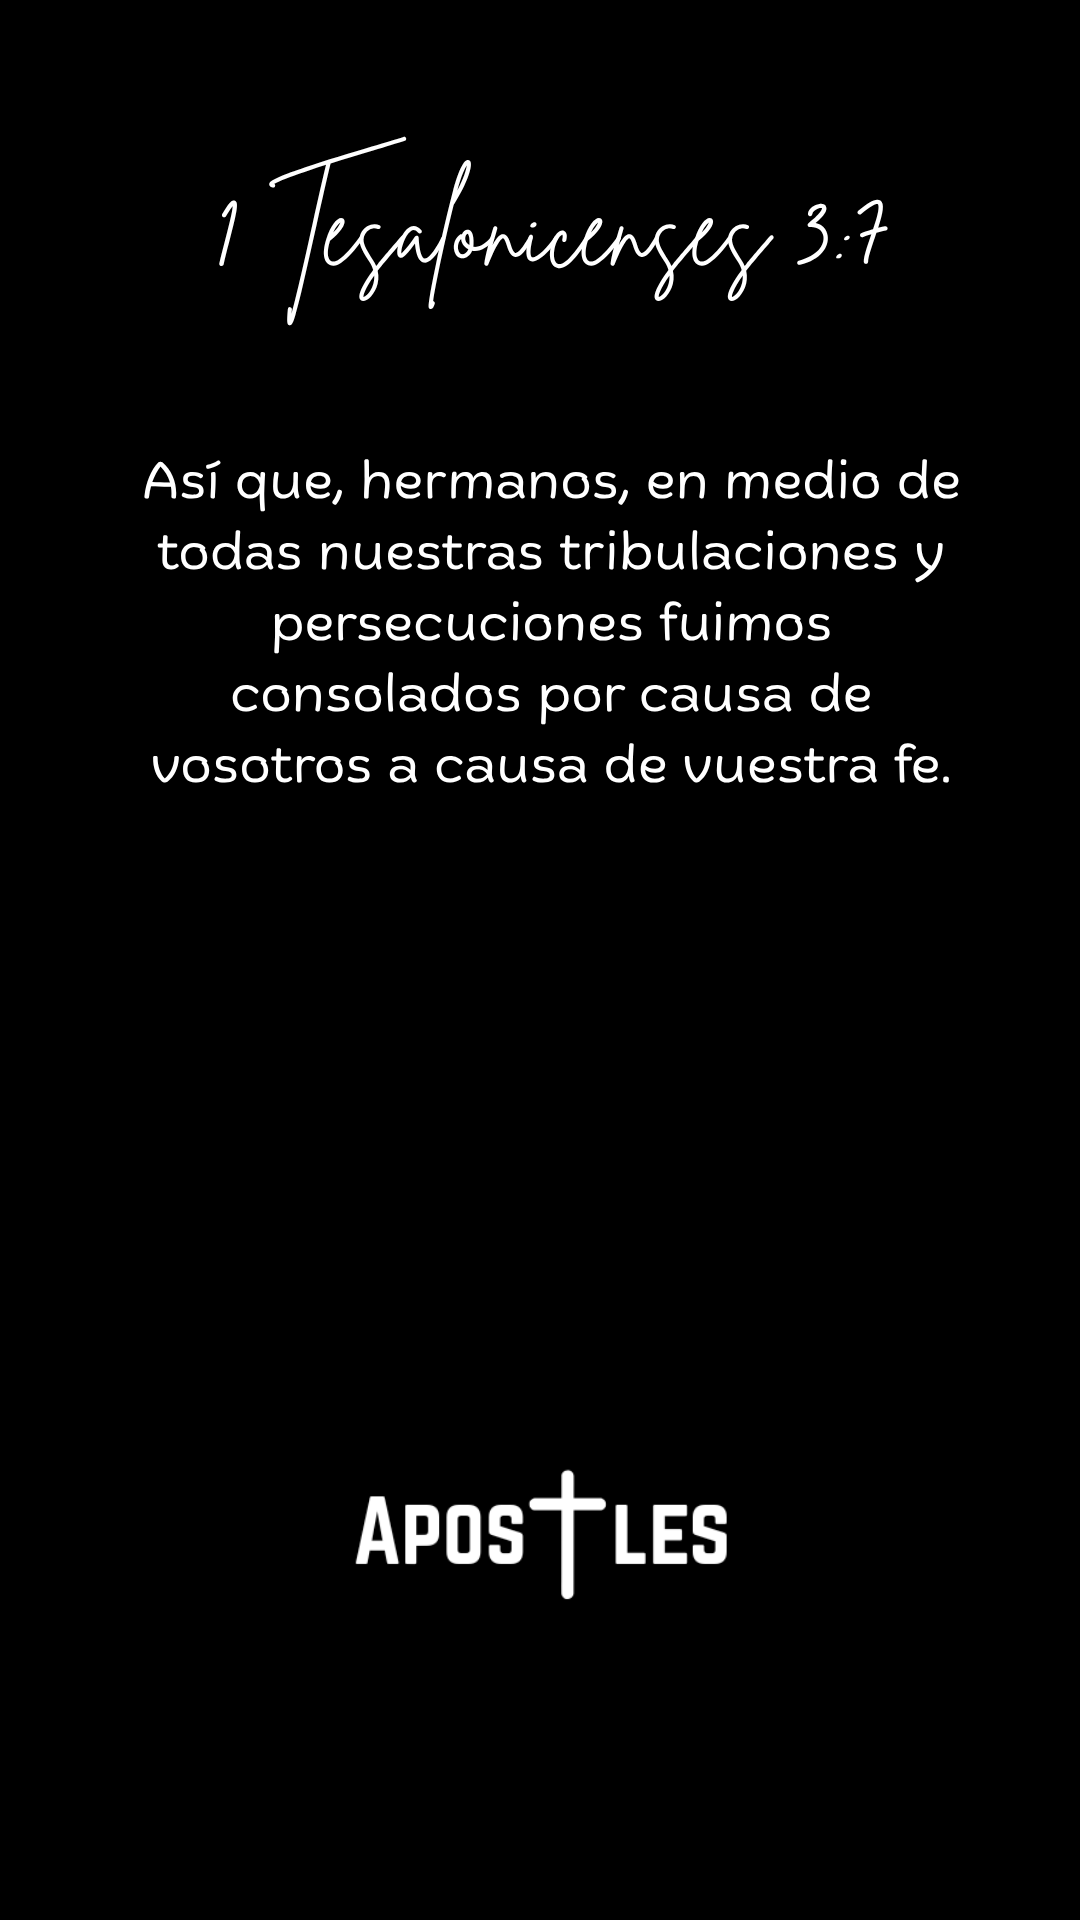 1 Tesalonicenses 3:7
Así que, hermanos, en medio de
todas nuestras tribulaciones y
persecuciones fuimos
consolados por causa de
vosotros a causa de vuestra fe.
Apostles